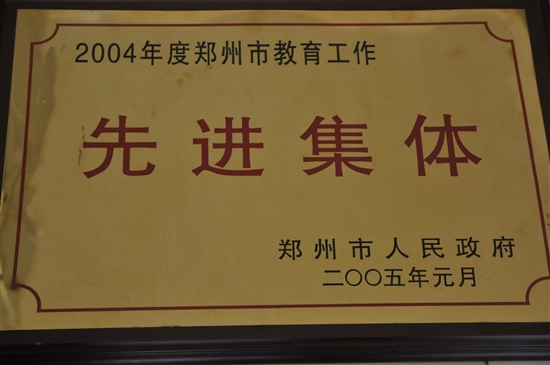 2004年度郑州市教育工作
先进集体
郑州市人民政府
二〇〇五年元月